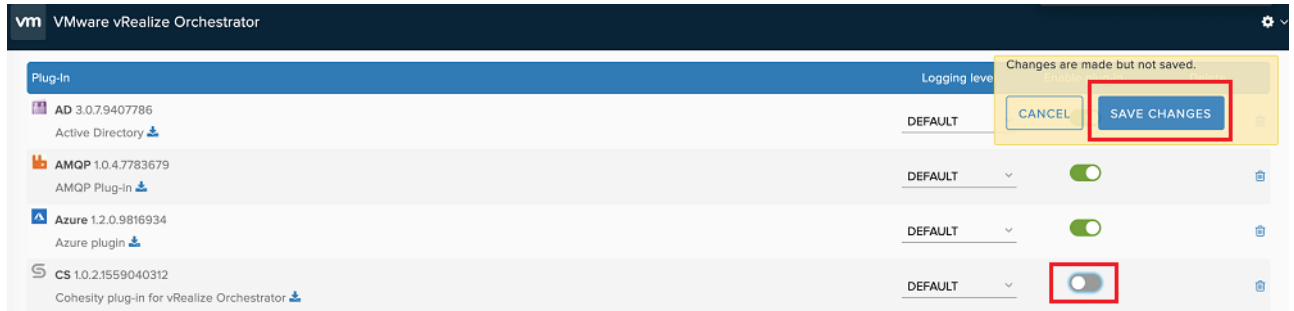 vm VMware vRealize Orchestrator
Plug-In Logging leve
Changes are made but not saved.
CANCEL SAVE CHANGES
AD 3.0.7.9407786
Active Directory
DEFAULT
AMQP 1.0.4.7783679
AMQP Plug-in
DEFAULT
Azure 1.2.0.9816934
Azure plugin
DEFAULT
CS 1.0.2.1559040312
Cohesity plug-in for vRealize Orchestrator
DEFAULT